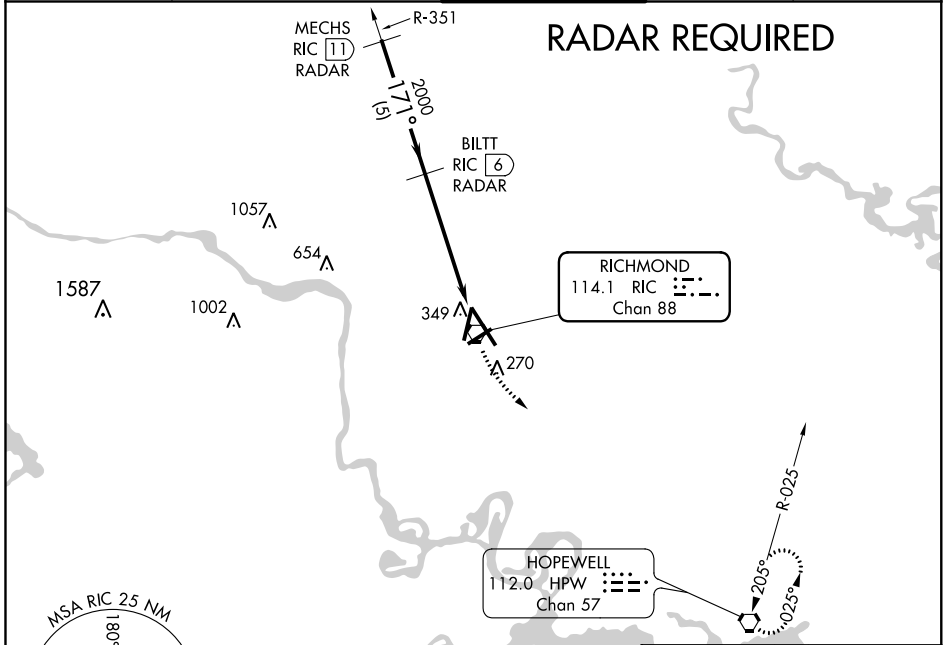 RADAR REQUIRED
R-351
MECHS
RIC 11
RADAR
2000
171°
(5)
BILTT
RIC 6
RADAR
1057
654
1587
1002
349
270
RICHMOND
114.1 RIC
Chan 88
R-025
205°
025°
HOPEWELL
112.0 HPW
Chan 57
MSA RIC 25 NM
180°